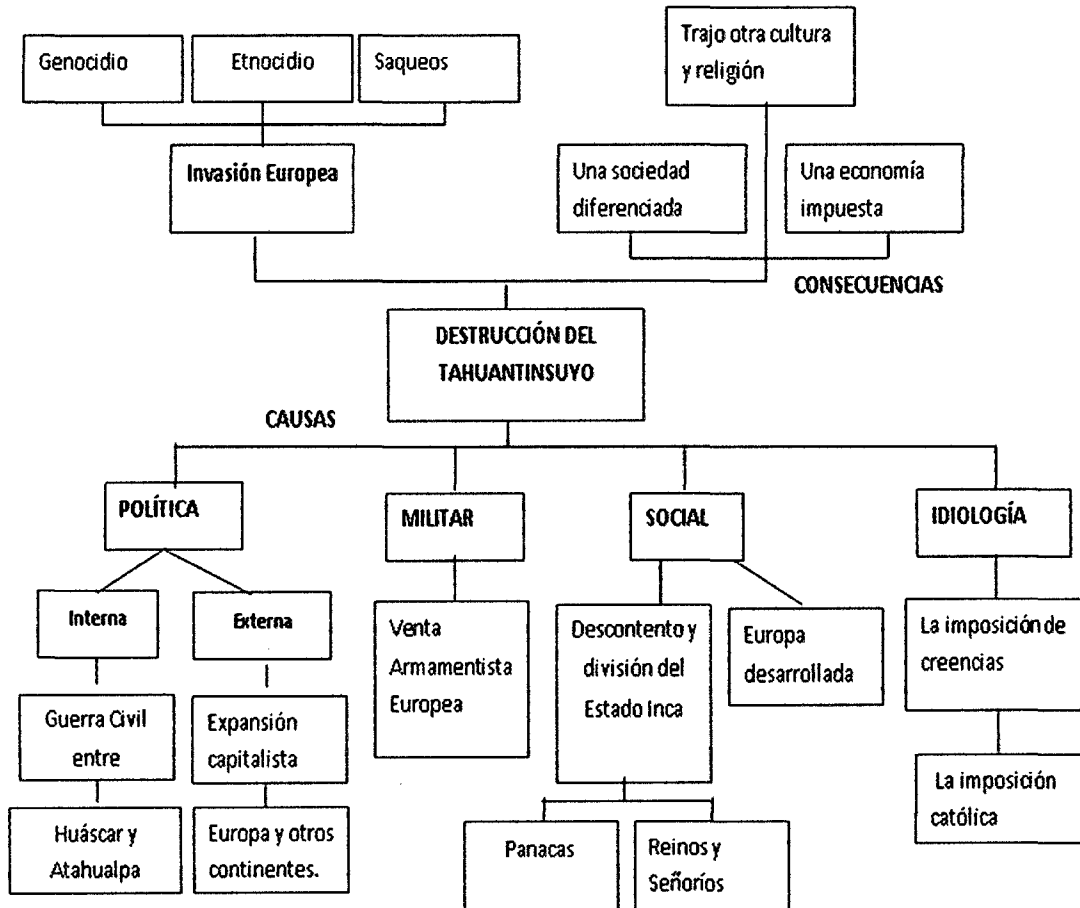 Genocidio
Etnocidio
Saqueos
Trajo otra cultura
y religión
Invasión Europea
Una sociedad
diferenciada
Una economía
impuesta
CONSECUENCIAS
DESTRUCCIÓN DEL
TAHUANTINSUYO
CAUSAS
POLÍTICA
MILITAR
SOCIAL
IDIOLOGÍA
Interna
Externa
Venta
Armamentista
Europea
Descontento y
división del
Estado Inca
Europa
desarrollada
La imposición de
creencias
Guerra Civil
entre
Expansión
capitalista
La imposición
católica
Huáscar y
Atahualpa
Europa y otros
continentes.
Panacas
Reinos y
Señoríos